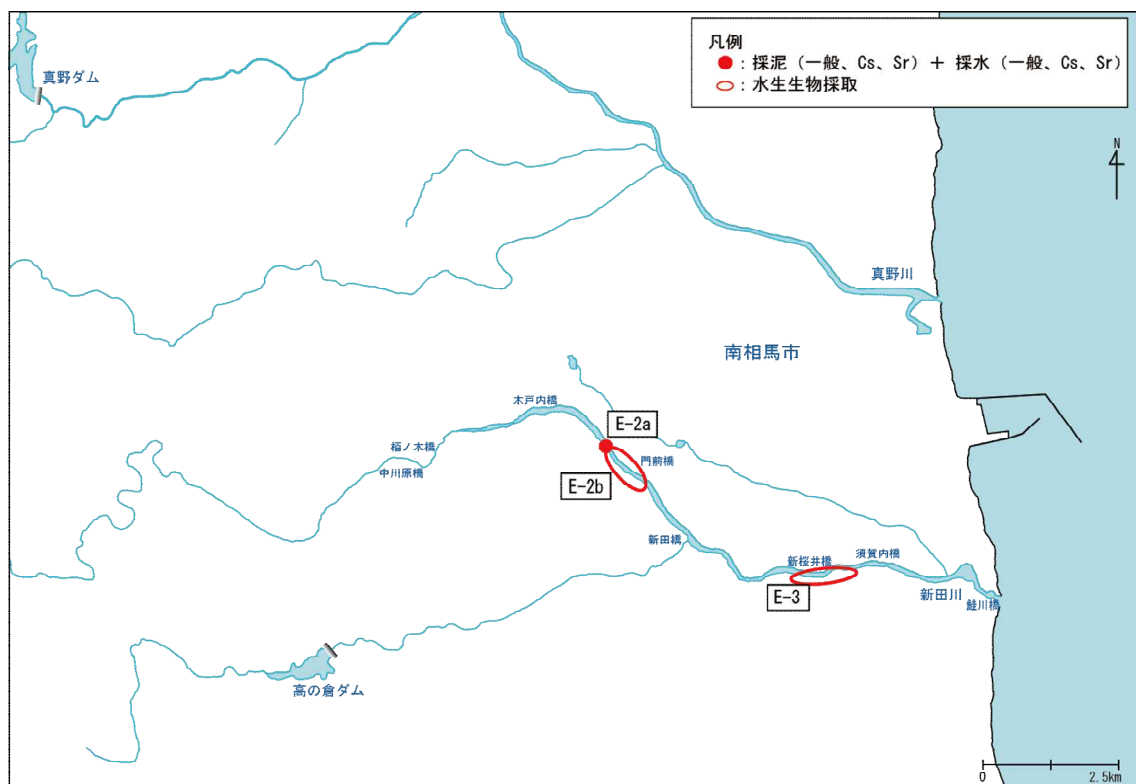 凡例
●：採泥（一般、Cs、Sr）＋ 採水（一般、Cs、Sr）
○：水生生物採取
真野ダム
N
真野川
南相馬市
木戸内橋
E-2a
稲ノ木橋
門前橋
中川原橋
E-2b
新田橋
新桜井橋
須賀内橋
E-3
新田川
鮭川橋
高の倉ダム
0
2.5km